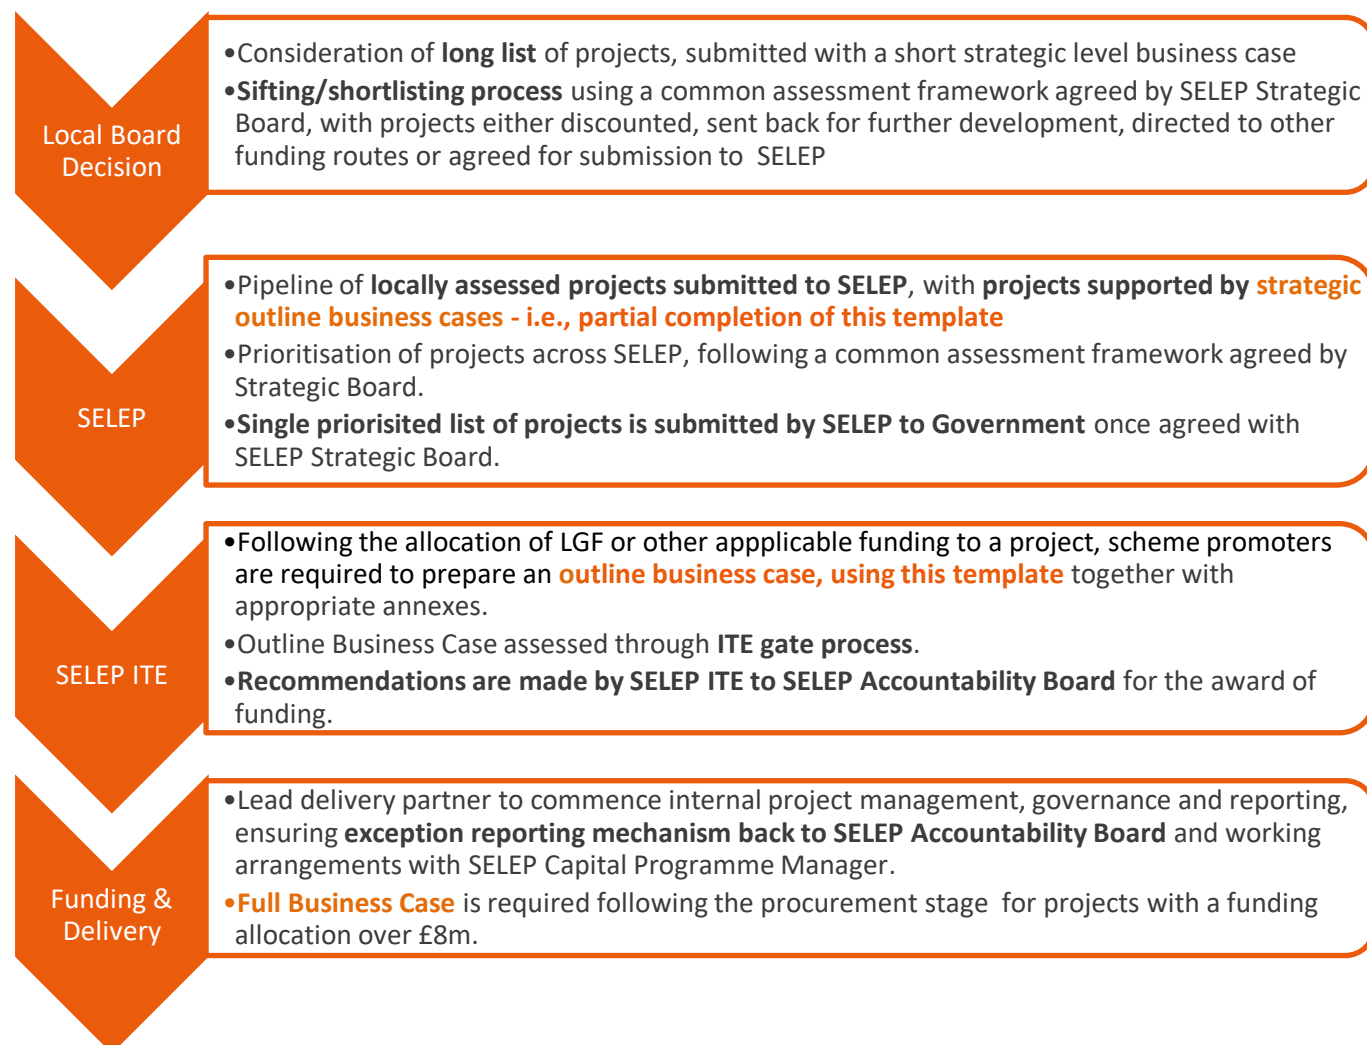 Local Board
Decision
•Consideration of long list of projects, submitted with a short strategic level business case
•Sifting/shortlisting process using a common assessment framework agreed by SELEP Strategic
Board, with projects either discounted, sent back for further development, directed to other
funding routes or agreed for submission to SELEP
SELEP
•Pipeline of locally assessed projects submitted to SELEP, with projects supported by strategic
outline business cases - i.e., partial completion of this template
•Prioritisation of projects across SELEP, following a common assessment framework agreed by
Strategic Board.
•Single priorisited list of projects is submitted by SELEP to Government once agreed with
SELEP Strategic Board.
SELEP ITE
•Following the allocation of LGF or other appplicable funding to a project, scheme promoters
are required to prepare an outline business case, using this template together with
appropriate annexes.
•Outline Business Case assessed through ITE gate process.
•Recommendations are made by SELEP ITE to SELEP Accountability Board for the award of
funding.
Funding &
Delivery
•Lead delivery partner to commence internal project management, governance and reporting,
ensuring exception reporting mechanism back to SELEP Accountability Board and working
arrangements with SELEP Capital Programme Manager.
•Full Business Case is required following the procurement stage for projects with a funding
allocation over £8m.